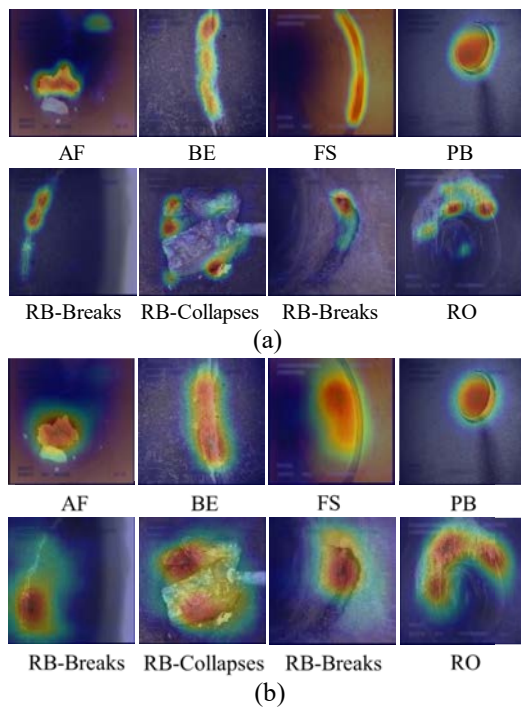 AF BE FS PB
RB-Breaks RB-Collapses RB-Breaks RO
(a)
AF BE FS PB
RB-Breaks RB-Collapses RB-Breaks RO
(b)